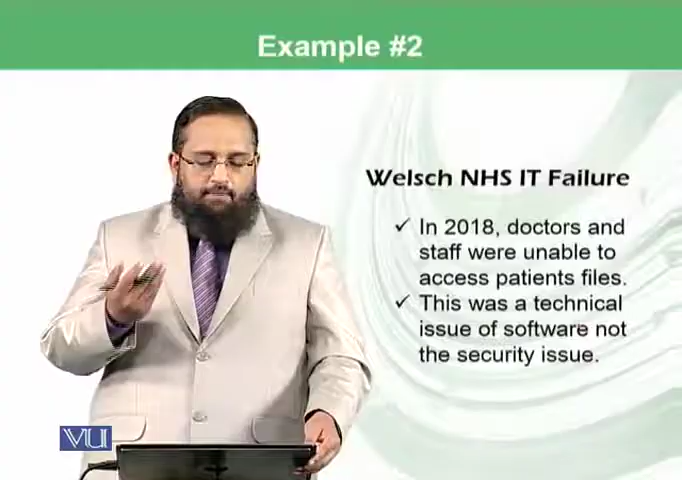 Example #2
Welsch NHS IT Failure
✓ In 2018, doctors and
staff were unable to
access patients files.
✓ This was a technical
issue of software not
the security issue.
VU